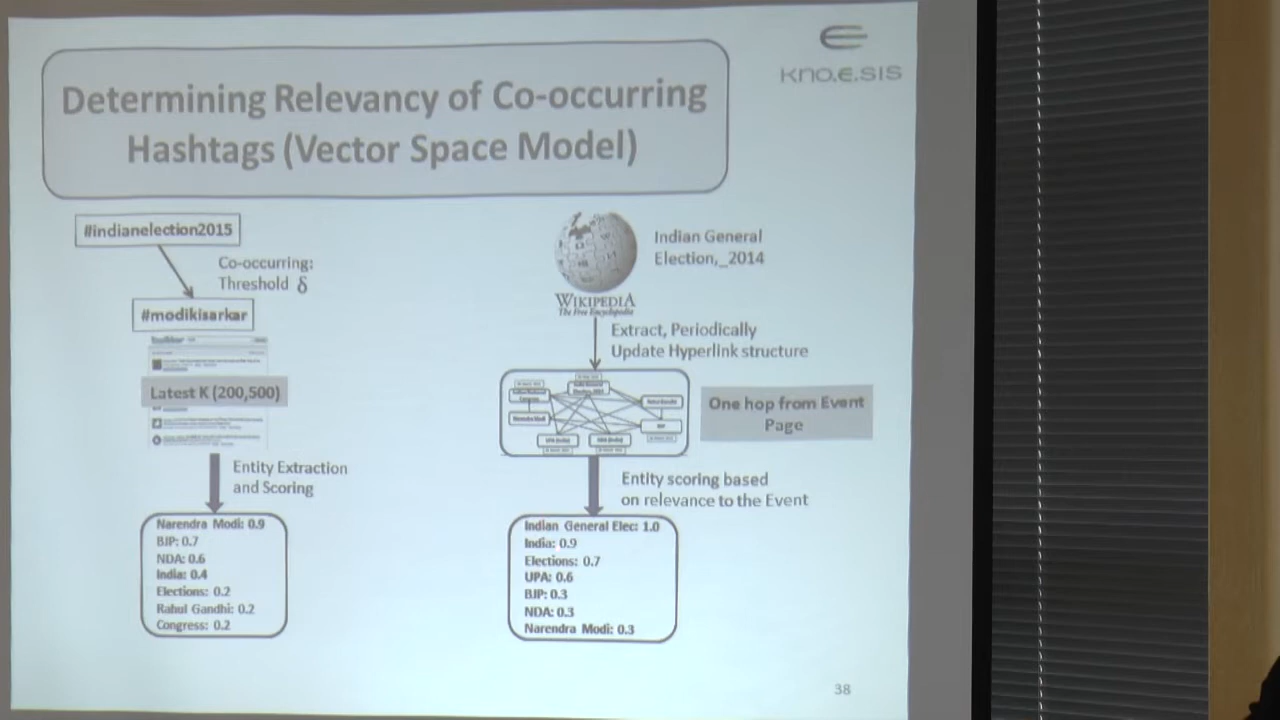 KNO.E.SIS
Determining Relevancy of Co-occurring
Hashtags (Vector Space Model)
#indianelection2015
Co-occurring:
Threshold δ
#modikisarkar
twitter
Latest K (200,500)
Entity Extraction
and Scoring
Narendra Modi: 0.9
BJP: 0.7
NDA: 0.6
India: 0.4
Elections: 0.2
Rahul Gandhi: 0.2
Congress: 0.2
WIKIPEDIA
The Free Encyclopedia
Indian General
Election,_2014
Extract, Periodically
Update Hyperlink structure
One hop from Event
Page
Entity scoring based
on relevance to the Event
Indian General Elec: 1.0
India: 0.9
Elections: 0.7
UPA: 0.6
BJP: 0.3
NDA: 0.3
Narendra Modi: 0.3
38